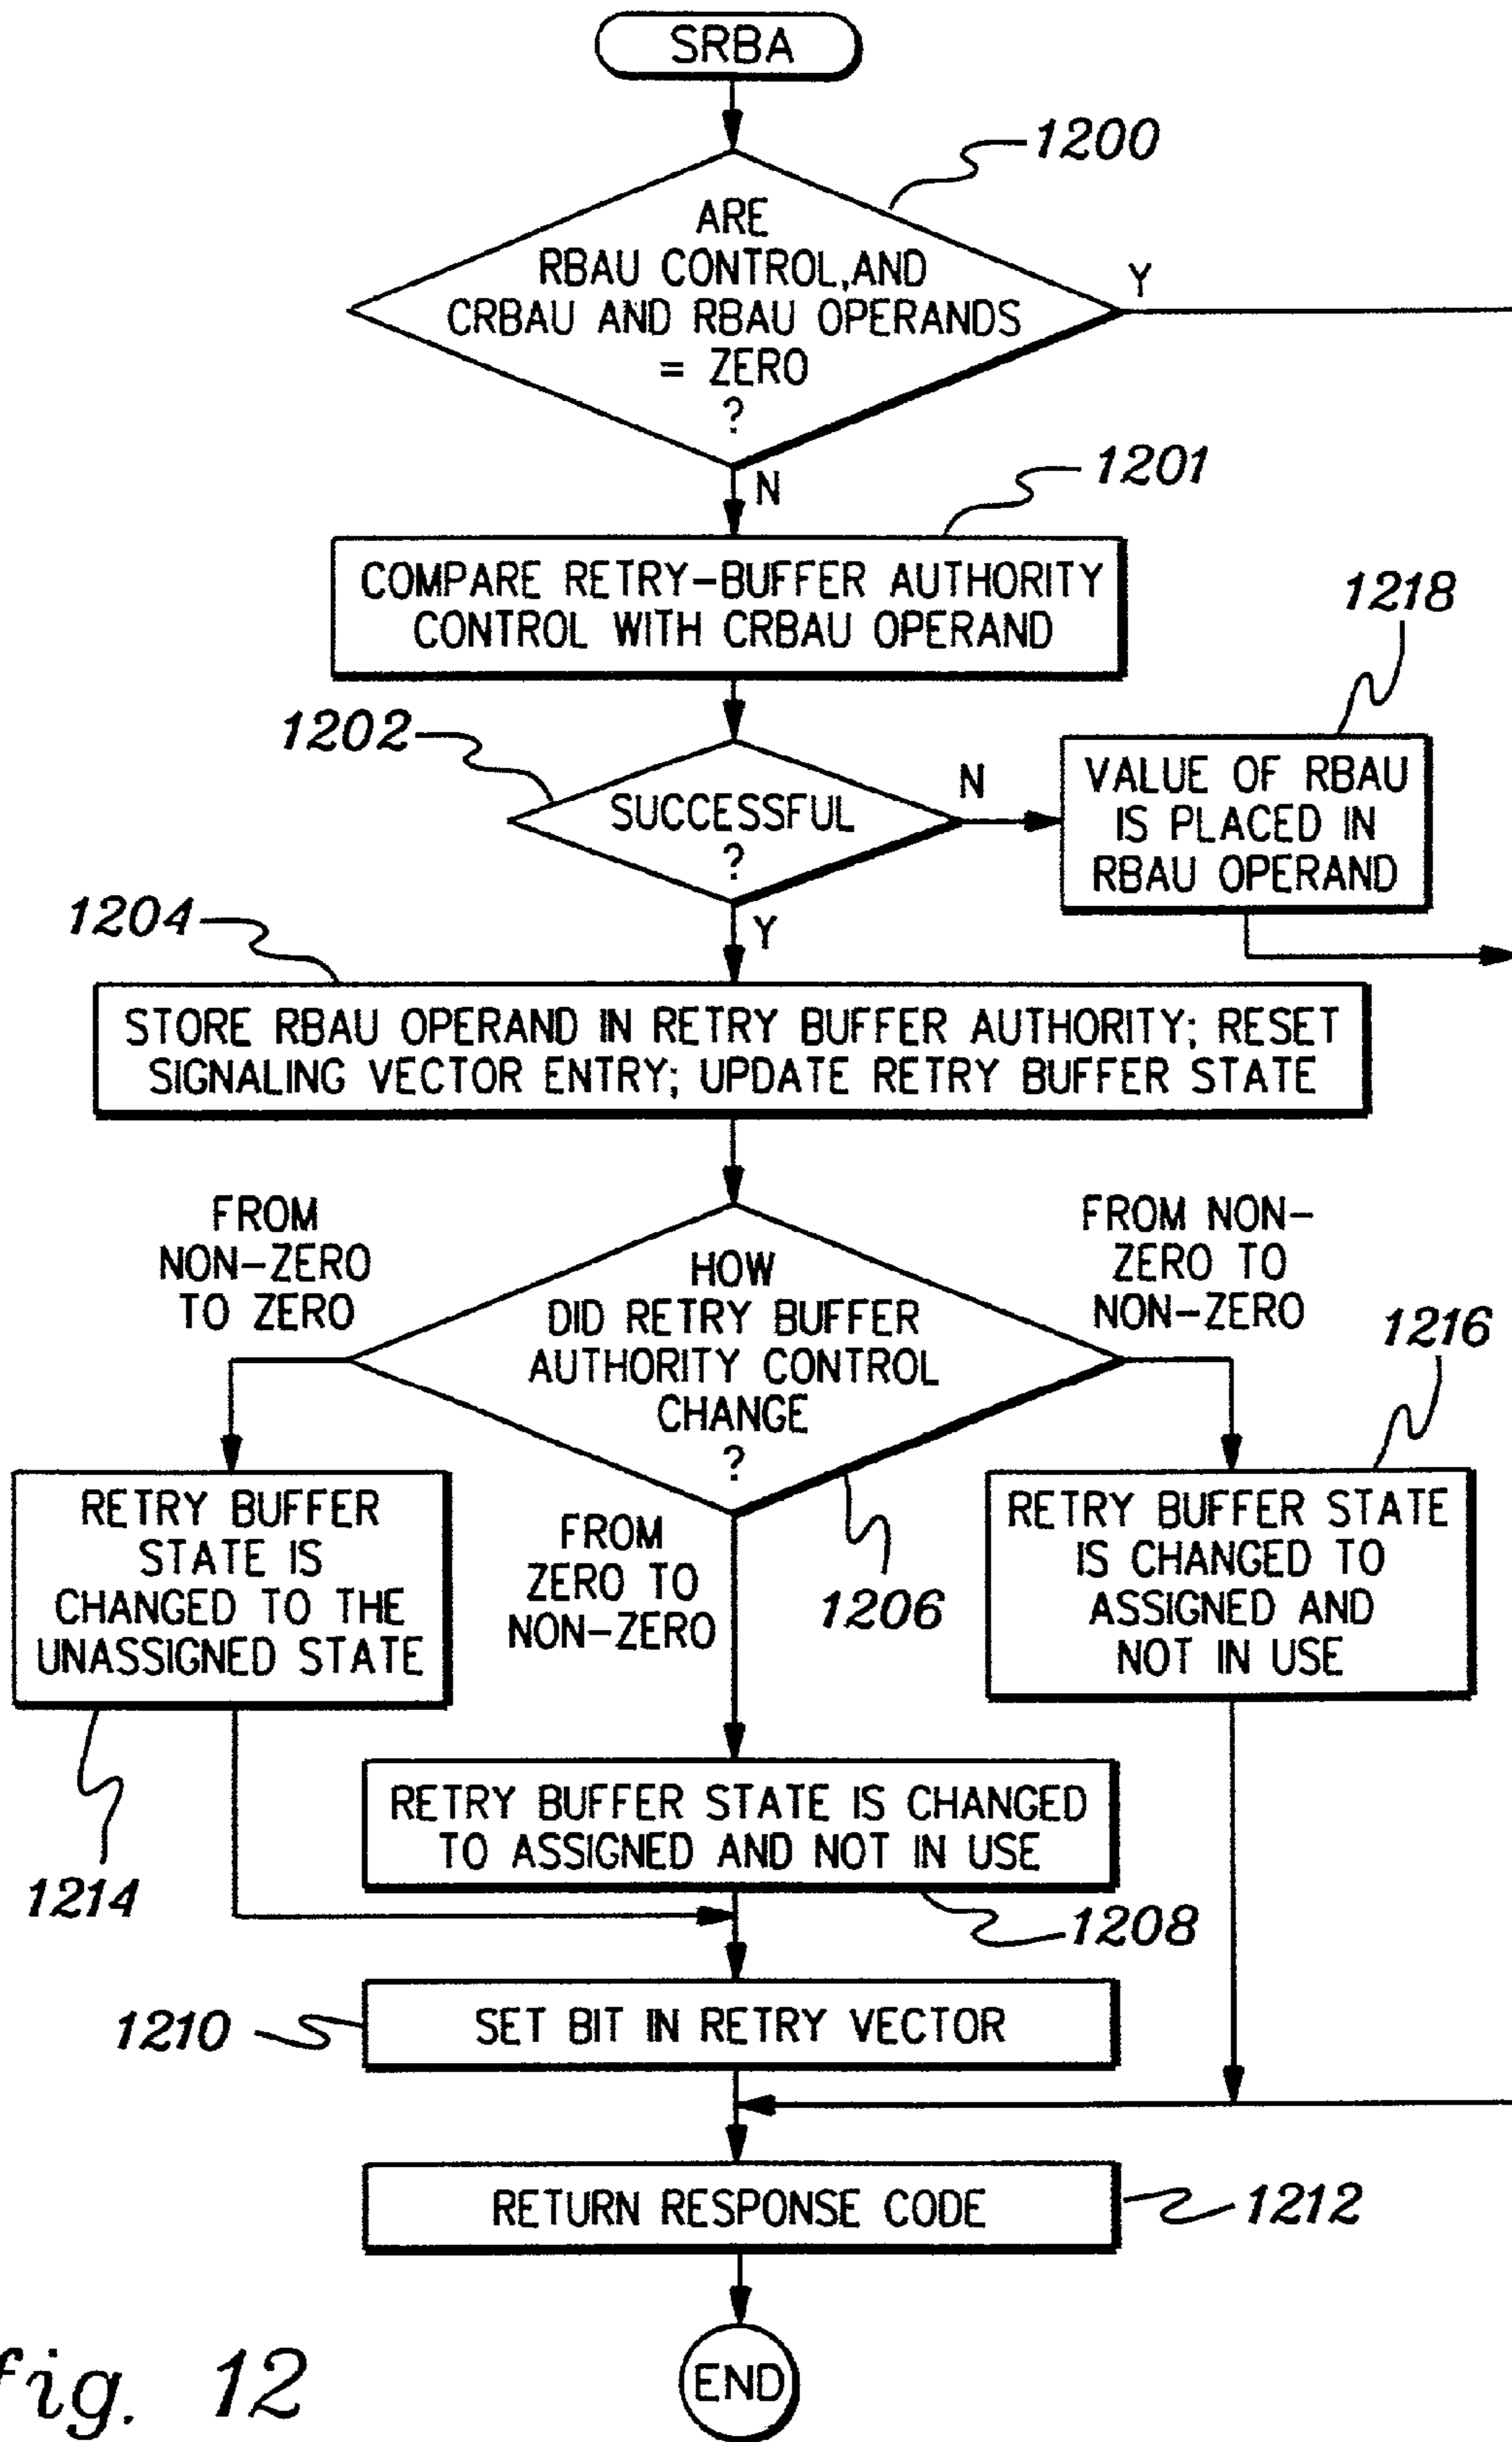 SRBA
1200
ARE
RBAU CONTROL,AND
CRBAU AND RBAU OPERANDS
= ZERO
?
Y
N
1201
COMPARE RETRY-BUFFER AUTHORITY
CONTROL WITH CRBAU OPERAND
1218
1202
SUCCESSFUL
?
N
VALUE OF RBAU
IS PLACED IN
RBAU OPERAND
Y
1204
STORE RBAU OPERAND IN RETRY BUFFER AUTHORITY; RESET
SIGNALING VECTOR ENTRY; UPDATE RETRY BUFFER STATE
FROM
NON-ZERO
TO ZERO
HOW
DID RETRY BUFFER
AUTHORITY CONTROL
CHANGE
?
FROM NON-
ZERO TO
NON-ZERO
1216
RETRY BUFFER
STATE IS
CHANGED TO THE
UNASSIGNED STATE
FROM
ZERO TO
NON-ZERO
1206
RETRY BUFFER STATE
IS CHANGED TO
ASSIGNED AND
NOT IN USE
1214
RETRY BUFFER STATE IS CHANGED
TO ASSIGNED AND NOT IN USE
1208
1210
SET BIT IN RETRY VECTOR
RETURN RESPONSE CODE
1212
END
fig. 12